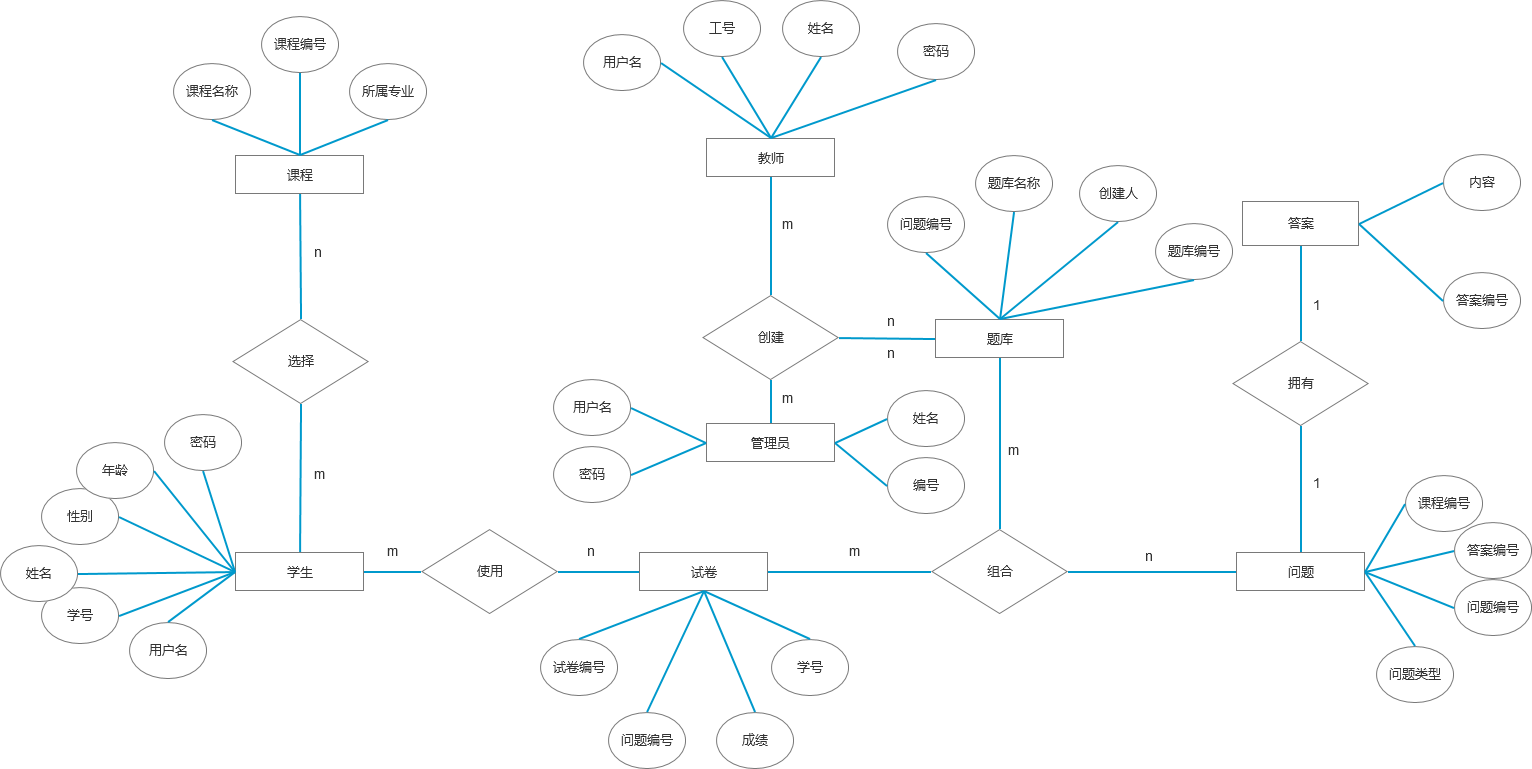 工号
姓名
用户名
密码
课程编号
课程名称
所属专业
教师
课程
内容
题库名称
创建人
问题编号
m
答案
题库编号
n
答案编号
1
n
创建
题库
n
选择
拥有
m
用户名
管理员
姓名
密码
编号
密码
年龄
m
m
1
性别
课程编号
答案编号
m
n
m
n
姓名
学生
使用
试卷
组合
问题
学号
问题编号
用户名
试卷编号
学号
问题类型
问题编号
成绩